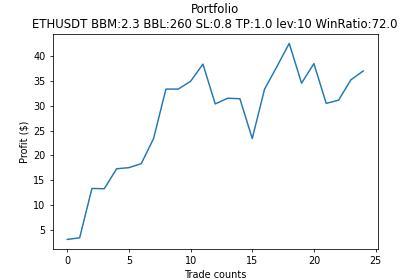 Portfolio
ETHUSDT BBM:2.3 BBL:260 SL:0.8 TP:1.0 lev:10 WinRatio:72.0
40
35
30
25
20
15
10
5
Profit ($)
0 5 10 15 20 25
Trade counts